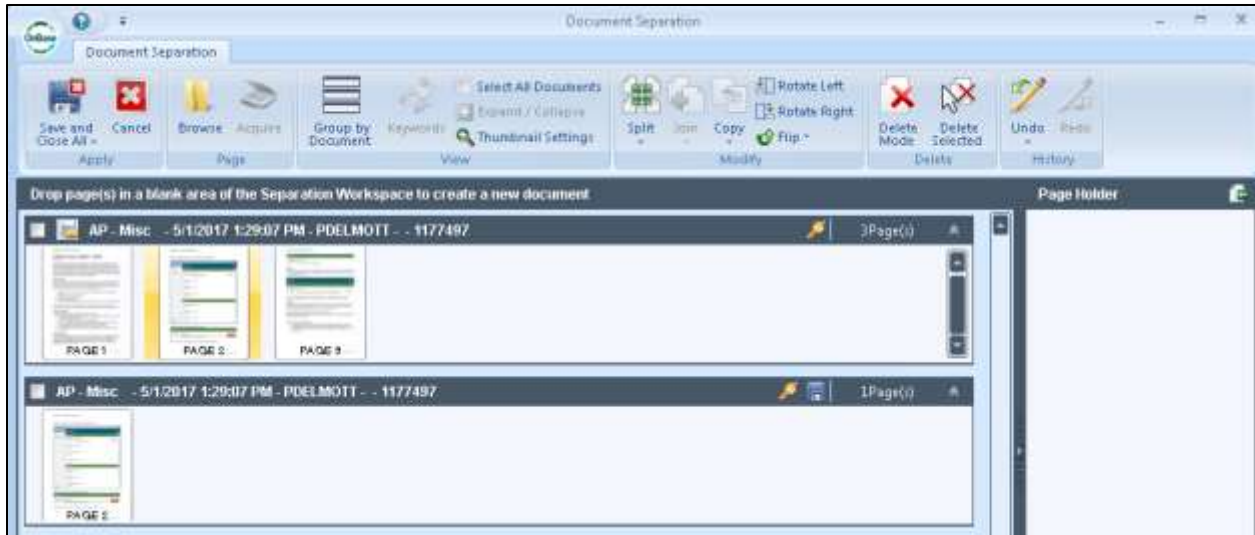 OnBase
Document Separation
Document Separation
Save and Close All
Cancel
Browse
Acquire
Group by Document
Keywords
Select All Documents
Expand / Collapse
Thumbnail Settings
Split
Join
Copy
Rotate Left
Rotate Right
Flip
Delete Mode
Delete Selected
Undo
Redo
Apply
Page
View
Modify
Delete
History
Drop page(s) in a blank area of the Separation Workspace to create a new document
Page Holder
AP - Misc - 5/1/2017 1:29:07 PM - PDELMOTT - - 1177497
3Page(s)
PAGE 1
PAGE 2
PAGE 3
AP - Misc - 5/1/2017 1:29:07 PM - PDELMOTT - - 1177497
1Page(s)
PAGE 2